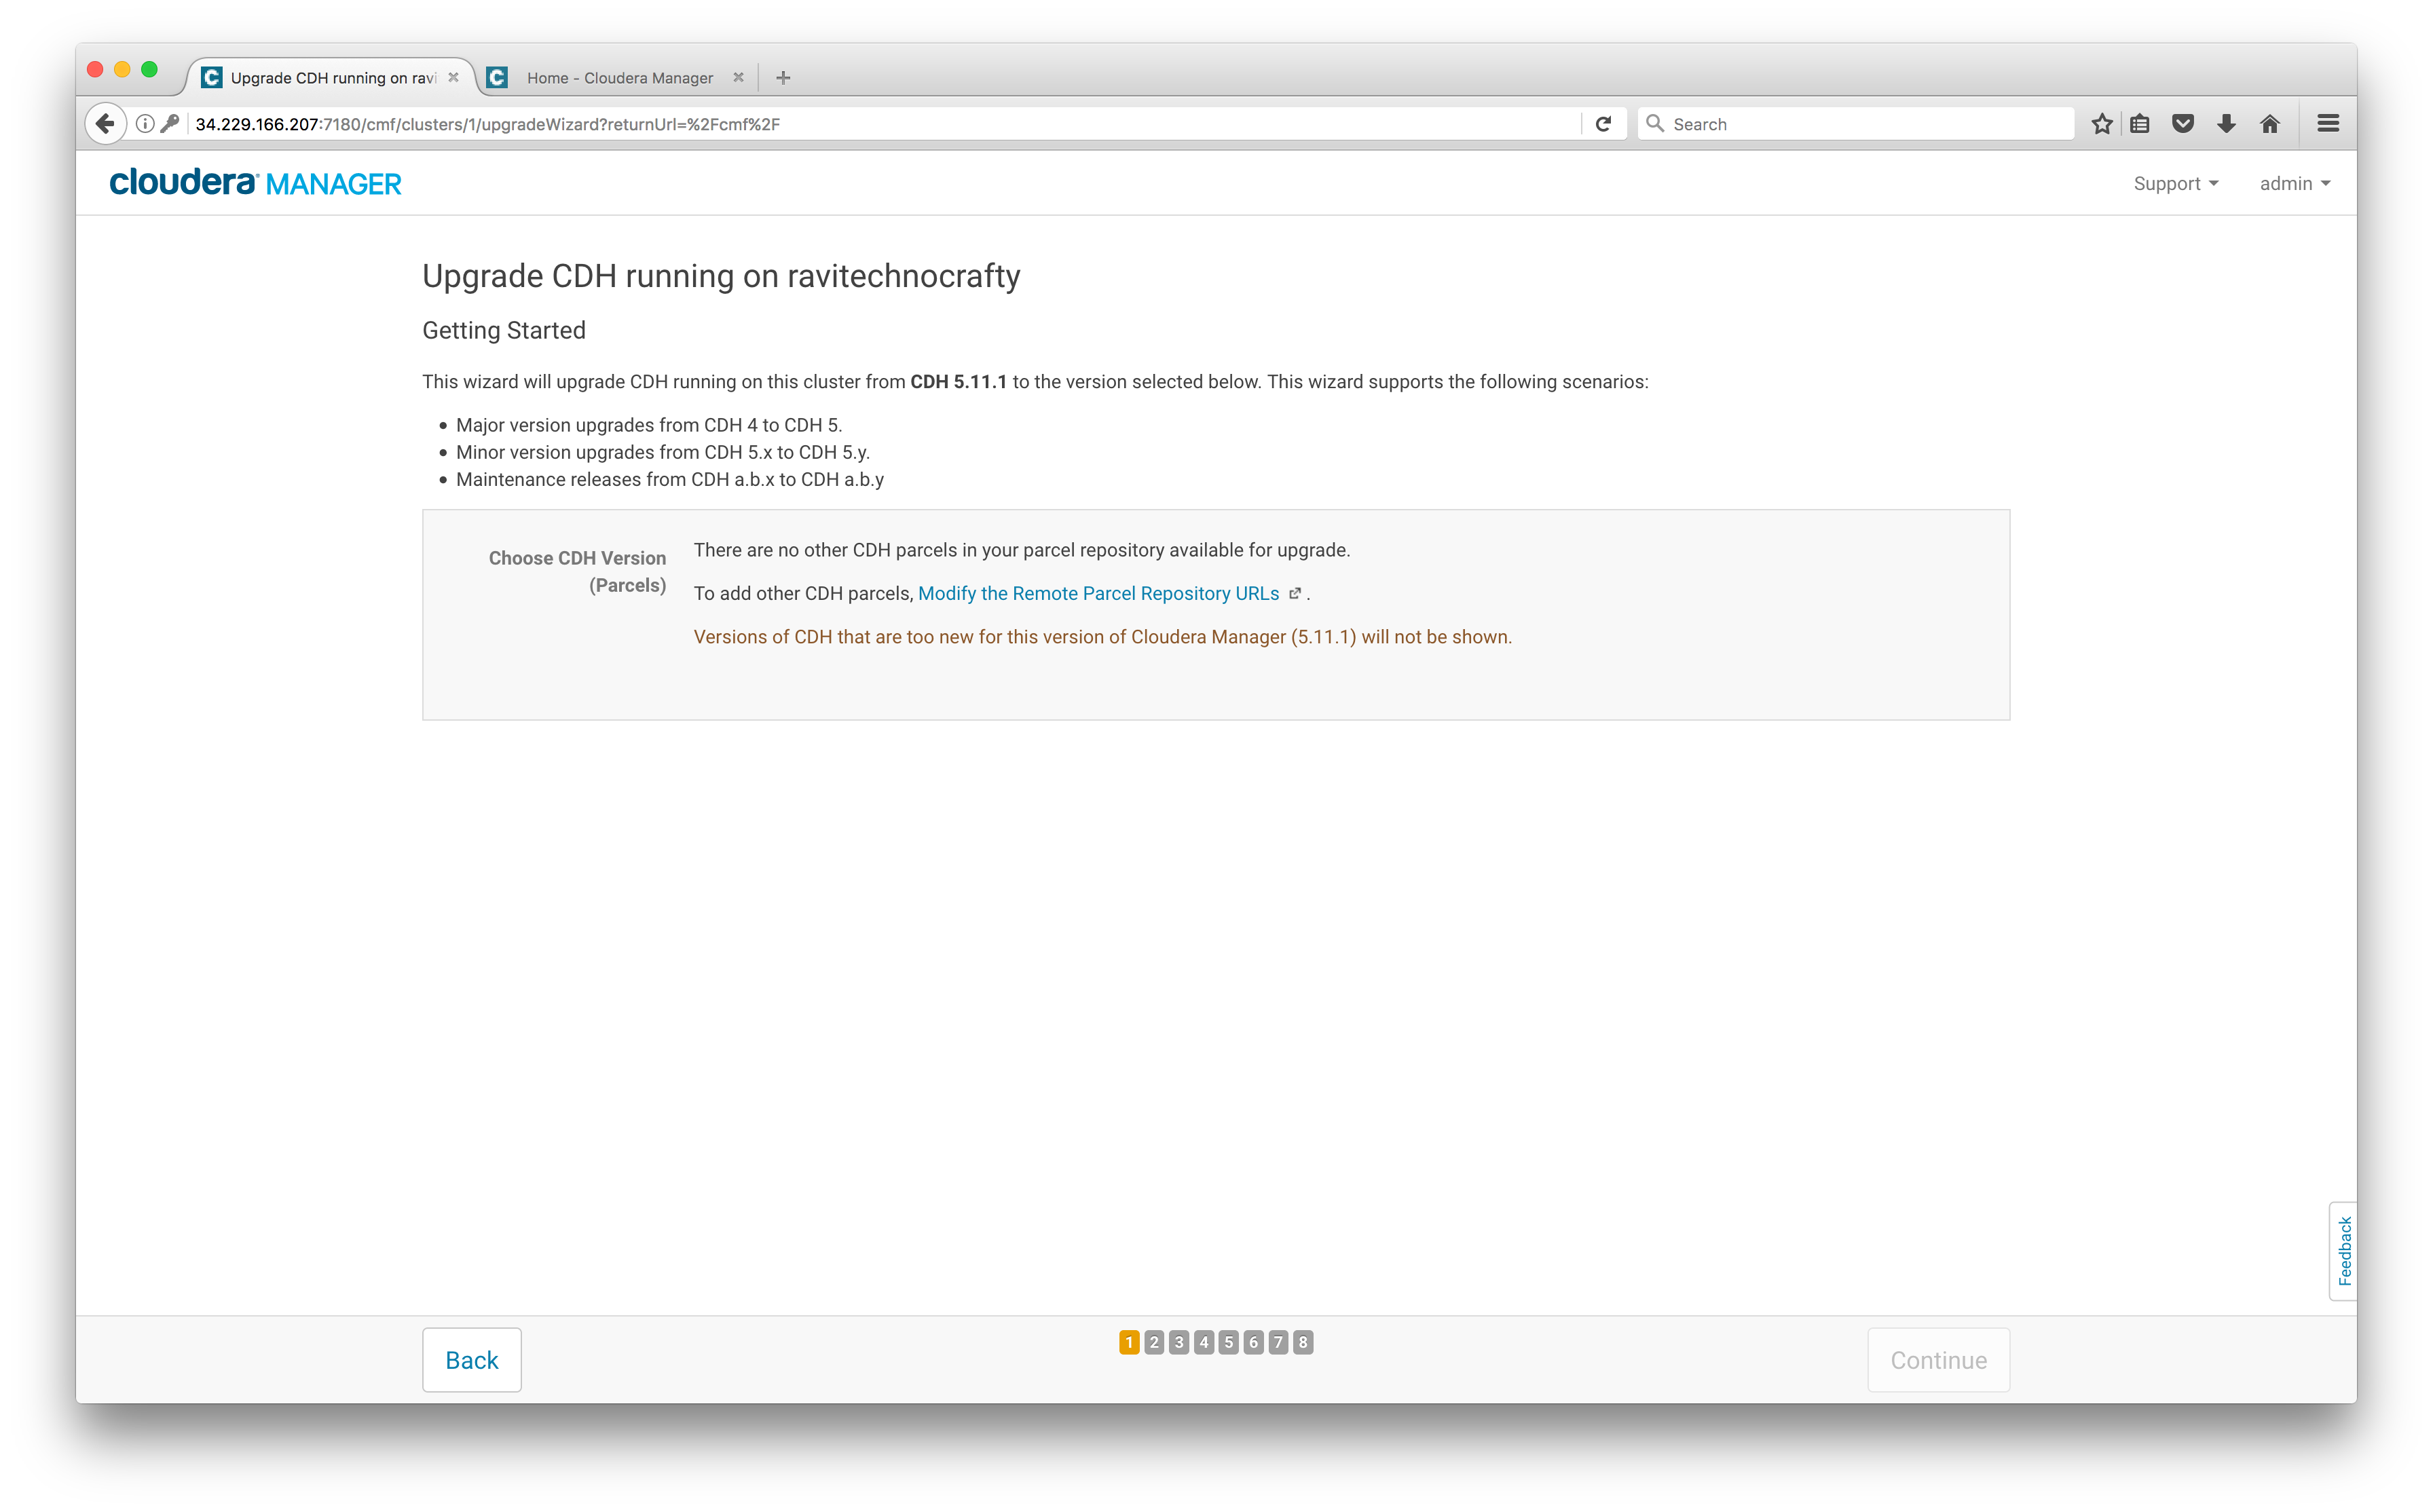 Upgrade CDH running on ravi
Home - Cloudera Manager
34.229.166.207:7180/cmf/clusters/1/upgradeWizard?returnUrl=%2Fcmf%2F
Search
cloudera MANAGER
Support
admin
Upgrade CDH running on ravitechnocrafty
Getting Started
This wizard will upgrade CDH running on this cluster from CDH 5.11.1 to the version selected below. This wizard supports the following scenarios:
• Major version upgrades from CDH 4 to CDH 5.
• Minor version upgrades from CDH 5.x to CDH 5.y.
• Maintenance releases from CDH a.b.x to CDH a.b.y
Choose CDH Version
(Parcels)
There are no other CDH parcels in your parcel repository available for upgrade.
To add other CDH parcels, Modify the Remote Parcel Repository URLs .
Versions of CDH that are too new for this version of Cloudera Manager (5.11.1) will not be shown.
Feedback
Back
1 2 3 4 5 6 7 8
Continue